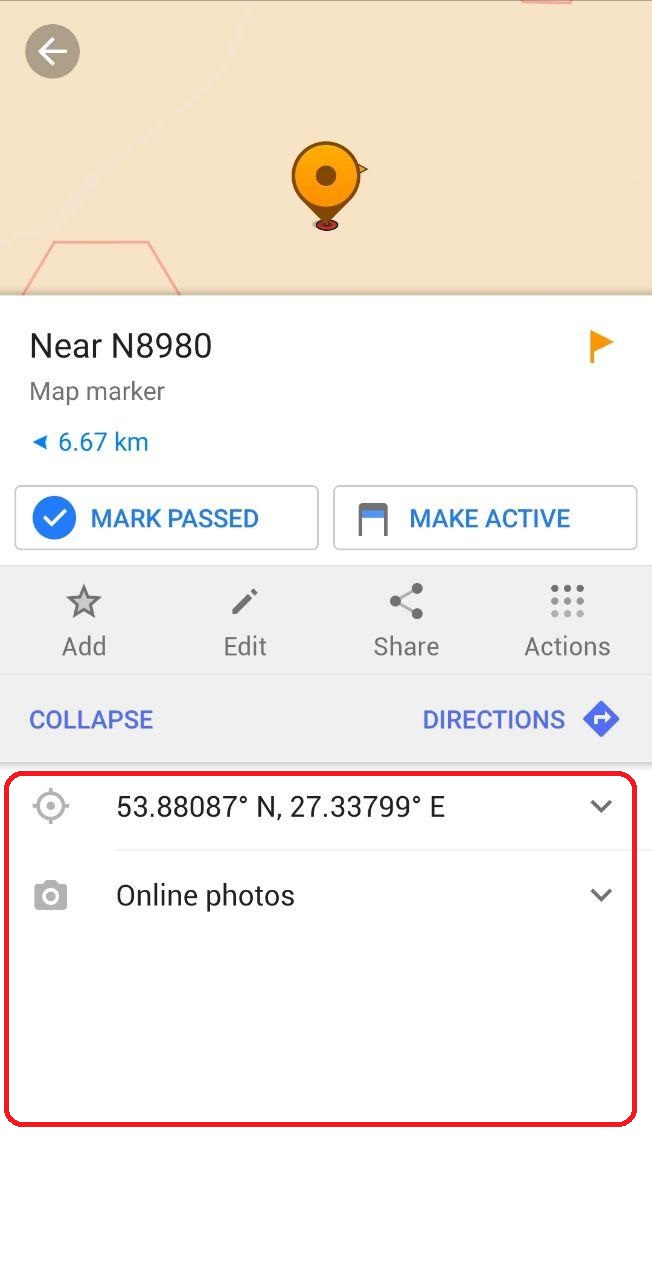 Near N8980
Map marker
6.67 km
MARK PASSED
MAKE ACTIVE
Add
Edit
Share
Actions
COLLAPSE
DIRECTIONS
53.88087° N, 27.33799° E
Online photos